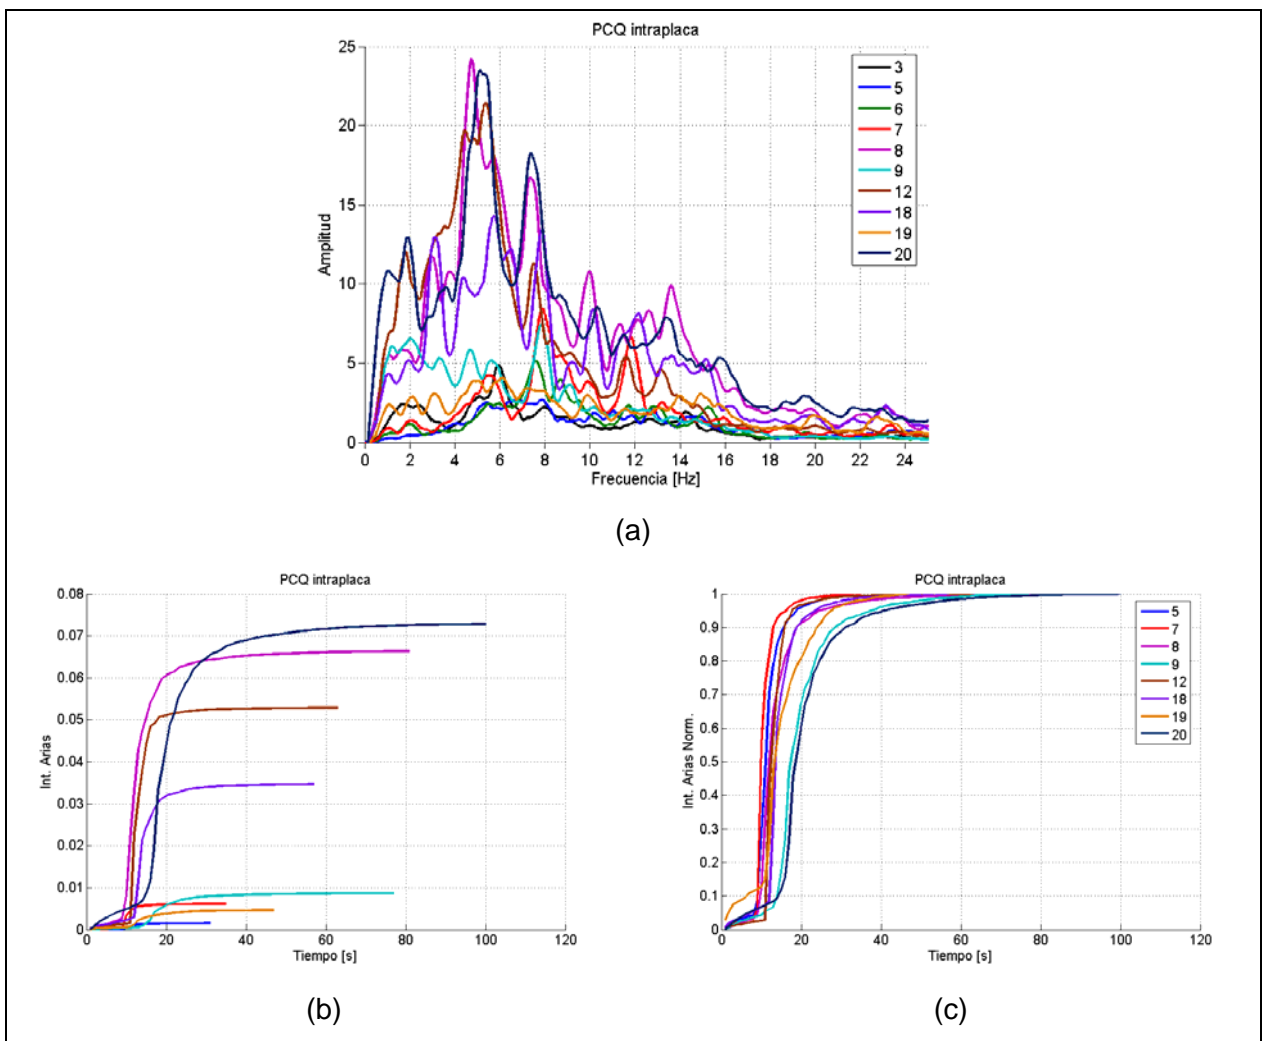 PCQ intraplaca
25
20
15
10
5
0
Amplitud
3
5
6
7
8
9
12
18
19
20
0 2 4 6 8 10 12 14 16 18 20 22 24
Frecuencia [Hz]
(a)
PCQ intraplaca
0.08
0.07
0.06
0.05
0.04
0.03
0.02
0.01
0
Int. Arias
0 20 40 60 80 100 120
Tiempo [s]
(b)
PCQ intraplaca
1
0.9
0.8
0.7
0.6
0.5
0.4
0.3
0.2
0.1
0
Int. Arias Norm.
5
7
8
9
12
18
19
20
0 20 40 60 80 100 120
Tiempo [s]
(c)